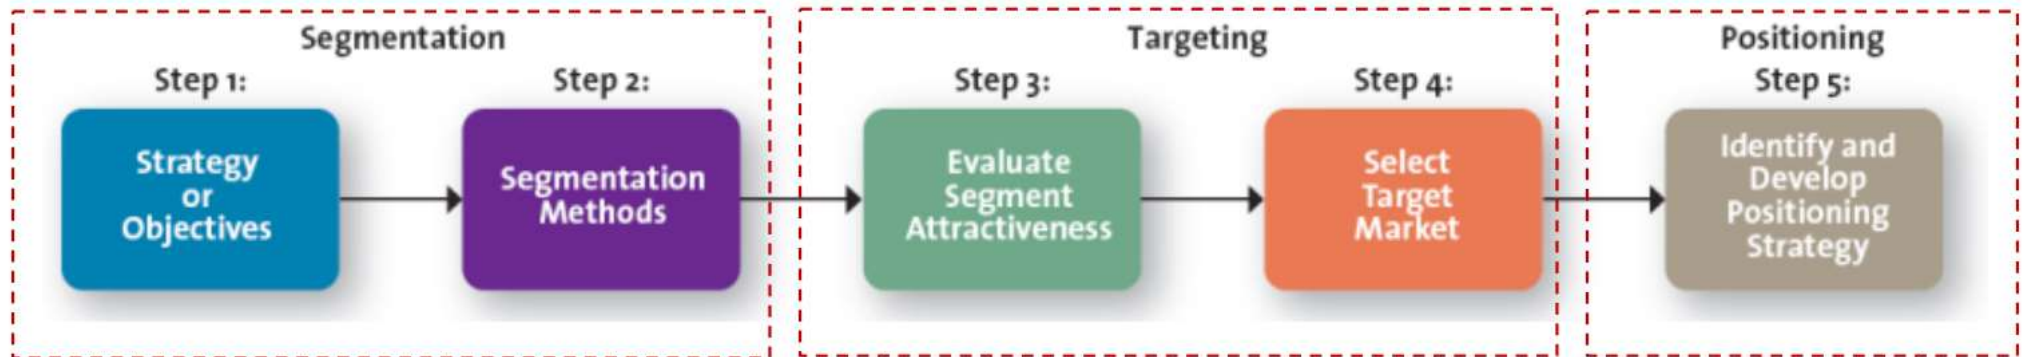 Segmentation
Step 1:
Strategy
or
Objectives
Step 2:
Segmentation
Methods
Targeting
Step 3:
Evaluate
Segment
Attractiveness
Step 4:
Select
Target
Market
Positioning
Step 5:
Identify and
Develop
Positioning
Strategy